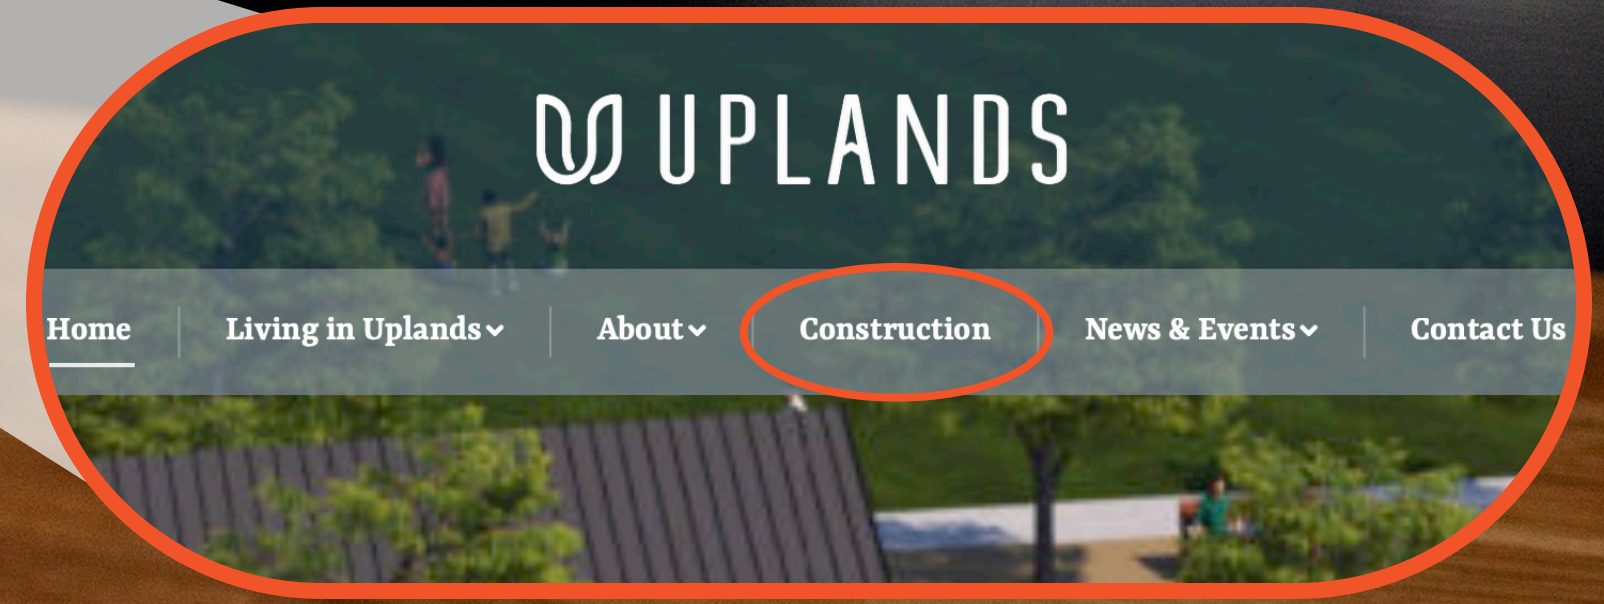 UPLANDS
Home Living in Uplands About Construction News & Events Contact Us